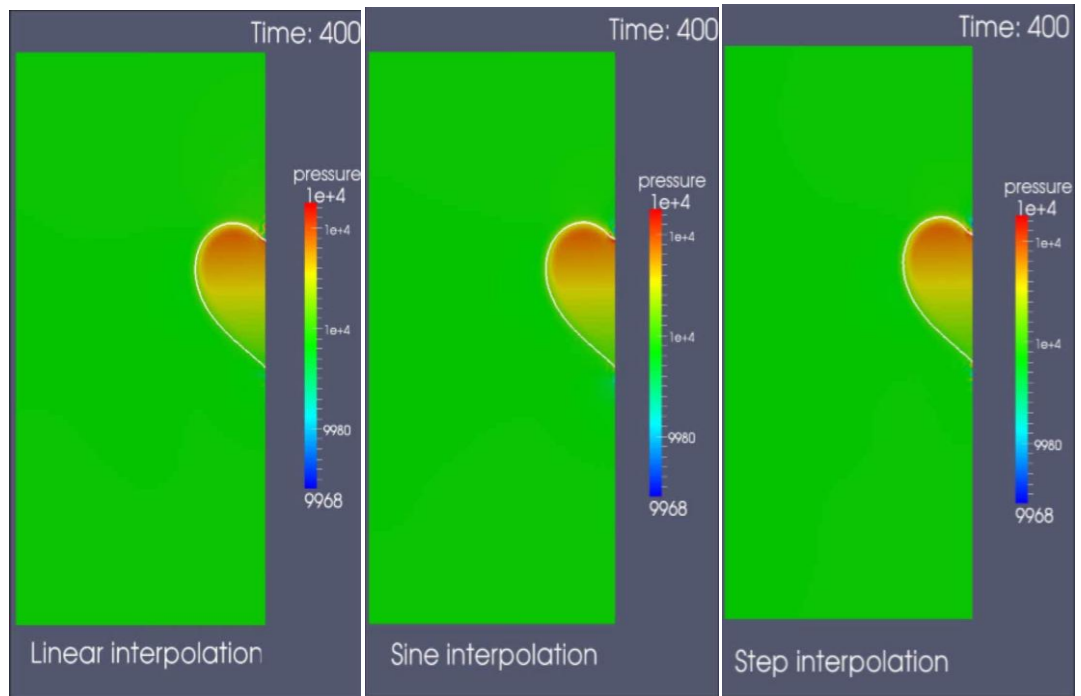 Time: 400
pressure
1e+4
1e+4
1e+4
9980
9968
Linear interpolation
Time: 400
pressure
1e+4
1e+4
1e+4
9980
9968
Sine interpolation
Time: 400
pressure
1e+4
1e+4
1e+4
9980
9968
Step interpolation